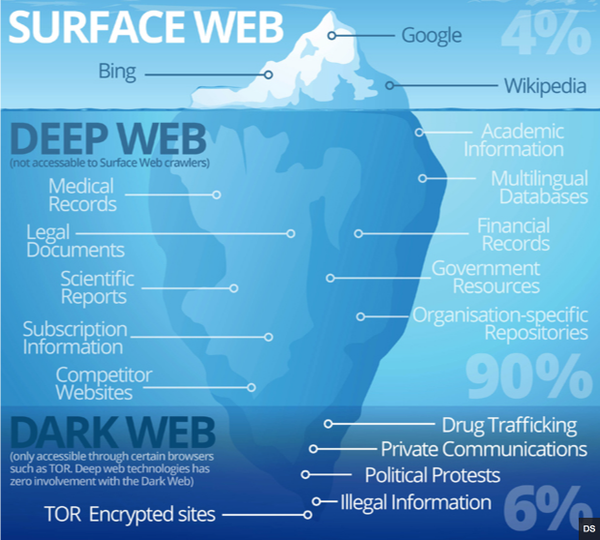 SURFACE WEB
Google
4%
Bing
Wikipedia
DEEP WEB
(not accessable to Surface Web crawlers)
Academic
Information
Medical
Records
Multilingual
Databases
Legal
Documents
Financial
Records
Scientific
Reports
Government
Resources
Subscription
Information
Organisation-specific
Repositories
Competitor
Websites
90%
DARK WEB
(only accessible through certain browsers
such as TOR. Deep web technologies has
zero involvement with the Dark Web)
Drug Trafficking
Private Communications
Political Protests
Illegal Information
TOR Encrypted sites
6%
DS